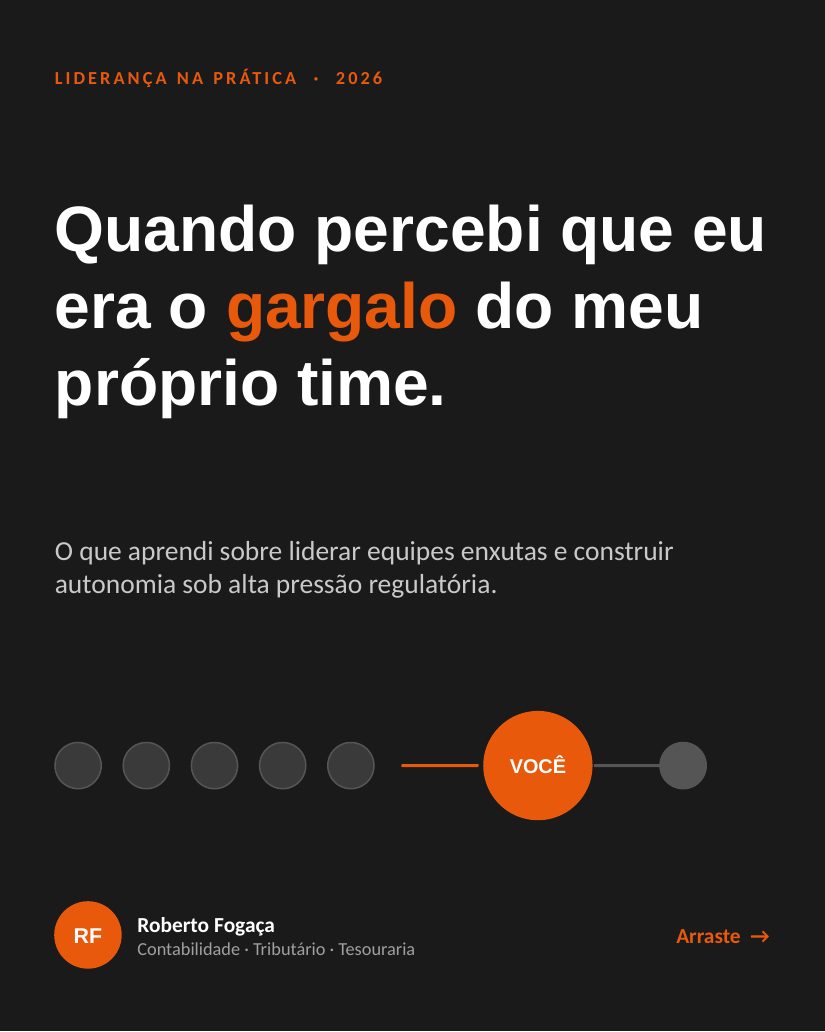 LIDERANÇA NA PRÁTICA · 2026
Quando percebi que eu
era o gargalo do meu
próprio time.
O que aprendi sobre liderar equipes enxutas e construir
autonomia sob alta pressão regulatória.
VOCÊ
RF
Roberto Fogaça
Contabilidade · Tributário · Tesouraria
Arraste →